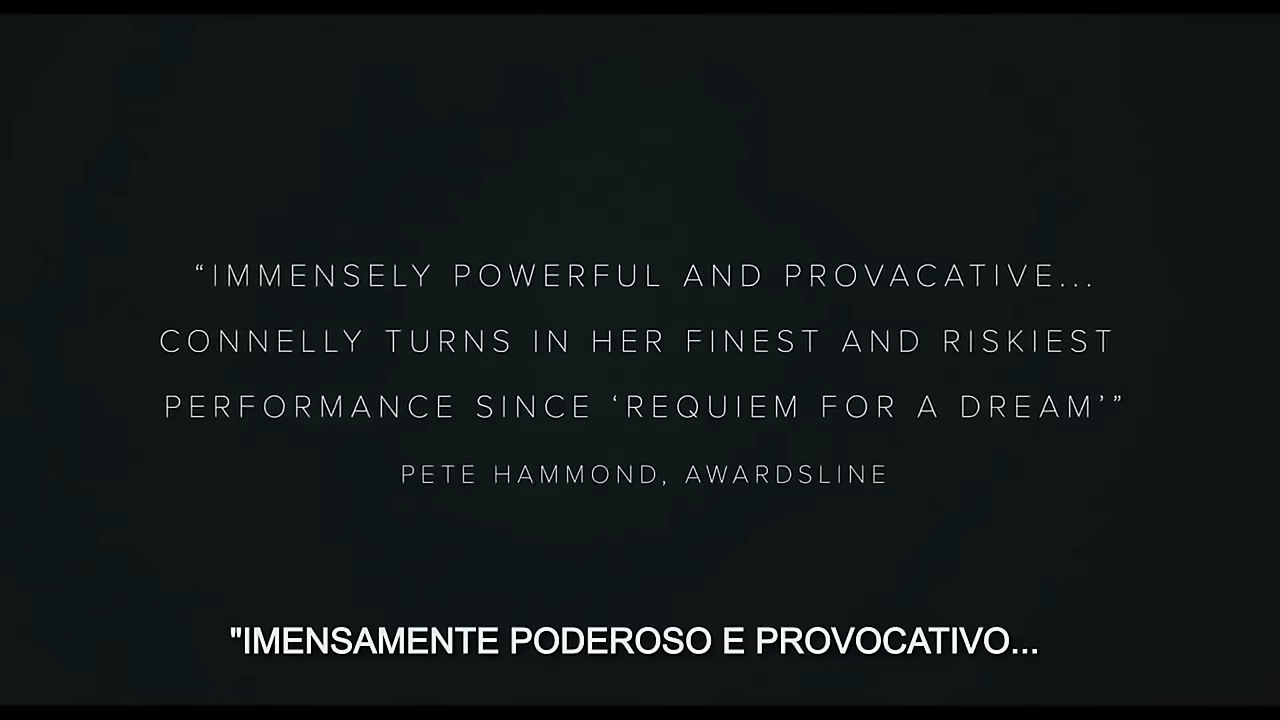 “IMMENSELY POWERFUL AND PROVACATIVE...
CONNELLY TURNS IN HER FINEST AND RISKIEST
PERFORMANCE SINCE ‘REQUIEM FOR A DREAM’”
PETE HAMMOND, AWARDSLINE
"IMENSAMENTE PODEROSO E PROVOCATIVO...